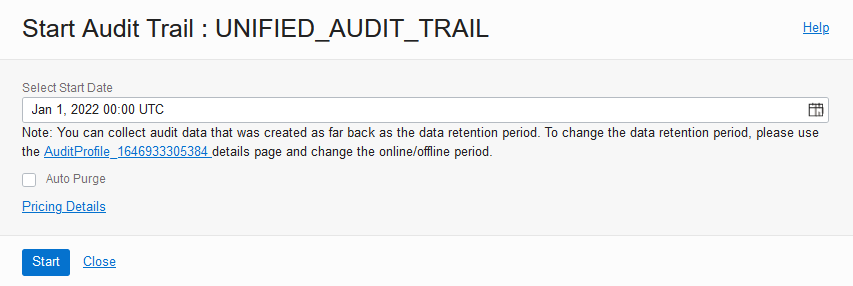 Start Audit Trail : UNIFIED_AUDIT_TRAIL
Help
Select Start Date
Jan 1, 2022 00:00 UTC
Note: You can collect audit data that was created as far back as the data retention period. To change the data retention period, please use
the AuditProfile_1646933305384 details page and change the online/offline period.
Auto Purge
Pricing Details
Start
Close